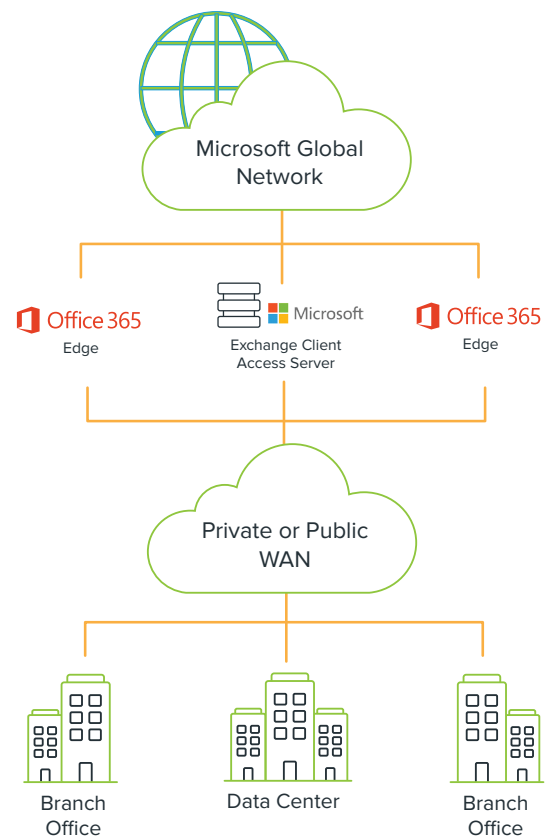 Microsoft Global
Network
Office 365
Edge
Microsoft
Exchange Client
Access Server
Office 365
Edge
Private or Public
WAN
Branch
Office
Data Center
Branch
Office